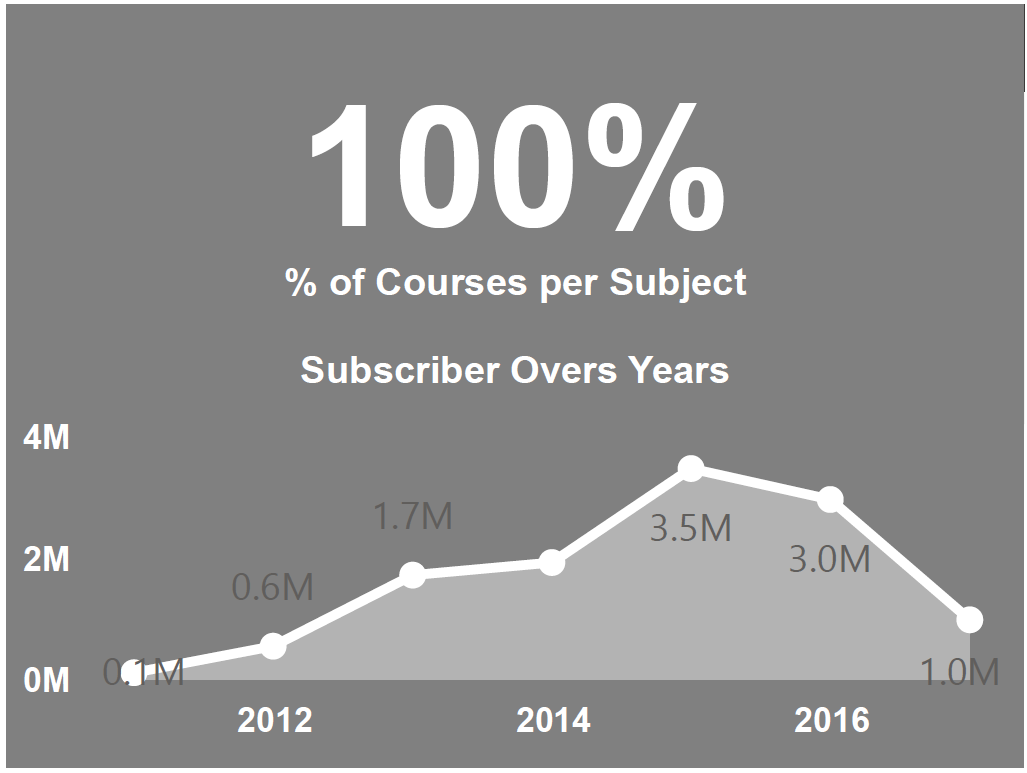 100%
% of Courses per Subject
Subscriber Overs Years
4M
2M
0M
0.1M
0.6M
1.7M
3.5M
3.0M
1.0M
2012
2014
2016